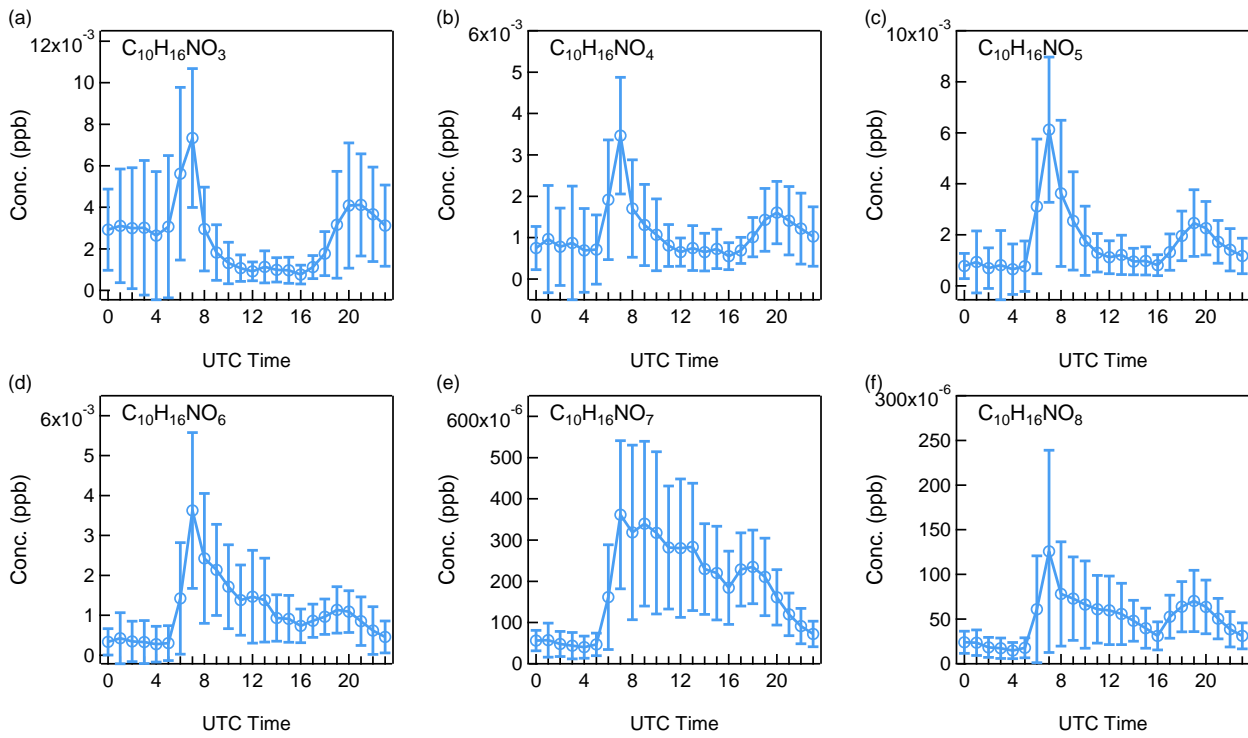 (a)
C₁₀H₁₆NO₃
12x10⁻³
10
8
6
4
2
0
Conc. (ppb)
0 4 8 12 16 20
UTC Time
(b)
C₁₀H₁₆NO₄
6x10⁻³
5
4
3
2
1
0
Conc. (ppb)
0 4 8 12 16 20
UTC Time
(c)
C₁₀H₁₆NO₅
10x10⁻³
8
6
4
2
0
Conc. (ppb)
0 4 8 12 16 20
UTC Time
(d)
C₁₀H₁₆NO₆
6x10⁻³
5
4
3
2
1
0
Conc. (ppb)
0 4 8 12 16 20
UTC Time
(e)
C₁₀H₁₆NO₇
600x10⁻⁶
500
400
300
200
100
0
Conc. (ppb)
0 4 8 12 16 20
UTC Time
(f)
C₁₀H₁₆NO₈
300x10⁻⁶
250
200
150
100
50
0
Conc. (ppb)
0 4 8 12 16 20
UTC Time